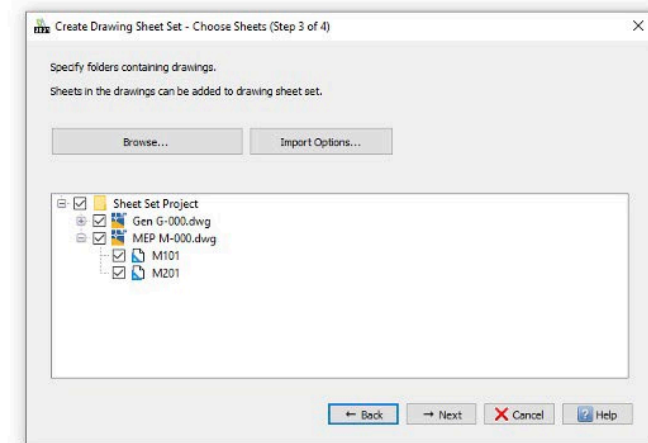 Create Drawing Sheet Set - Choose Sheets (Step 3 of 4)
Specify folders containing drawings.
Sheets in the drawings can be added to drawing sheet set.
Browse... Import Options...
Sheet Set Project
Gen G-000.dwg
MEP M-000.dwg
M101
M201
← Back → Next Cancel Help